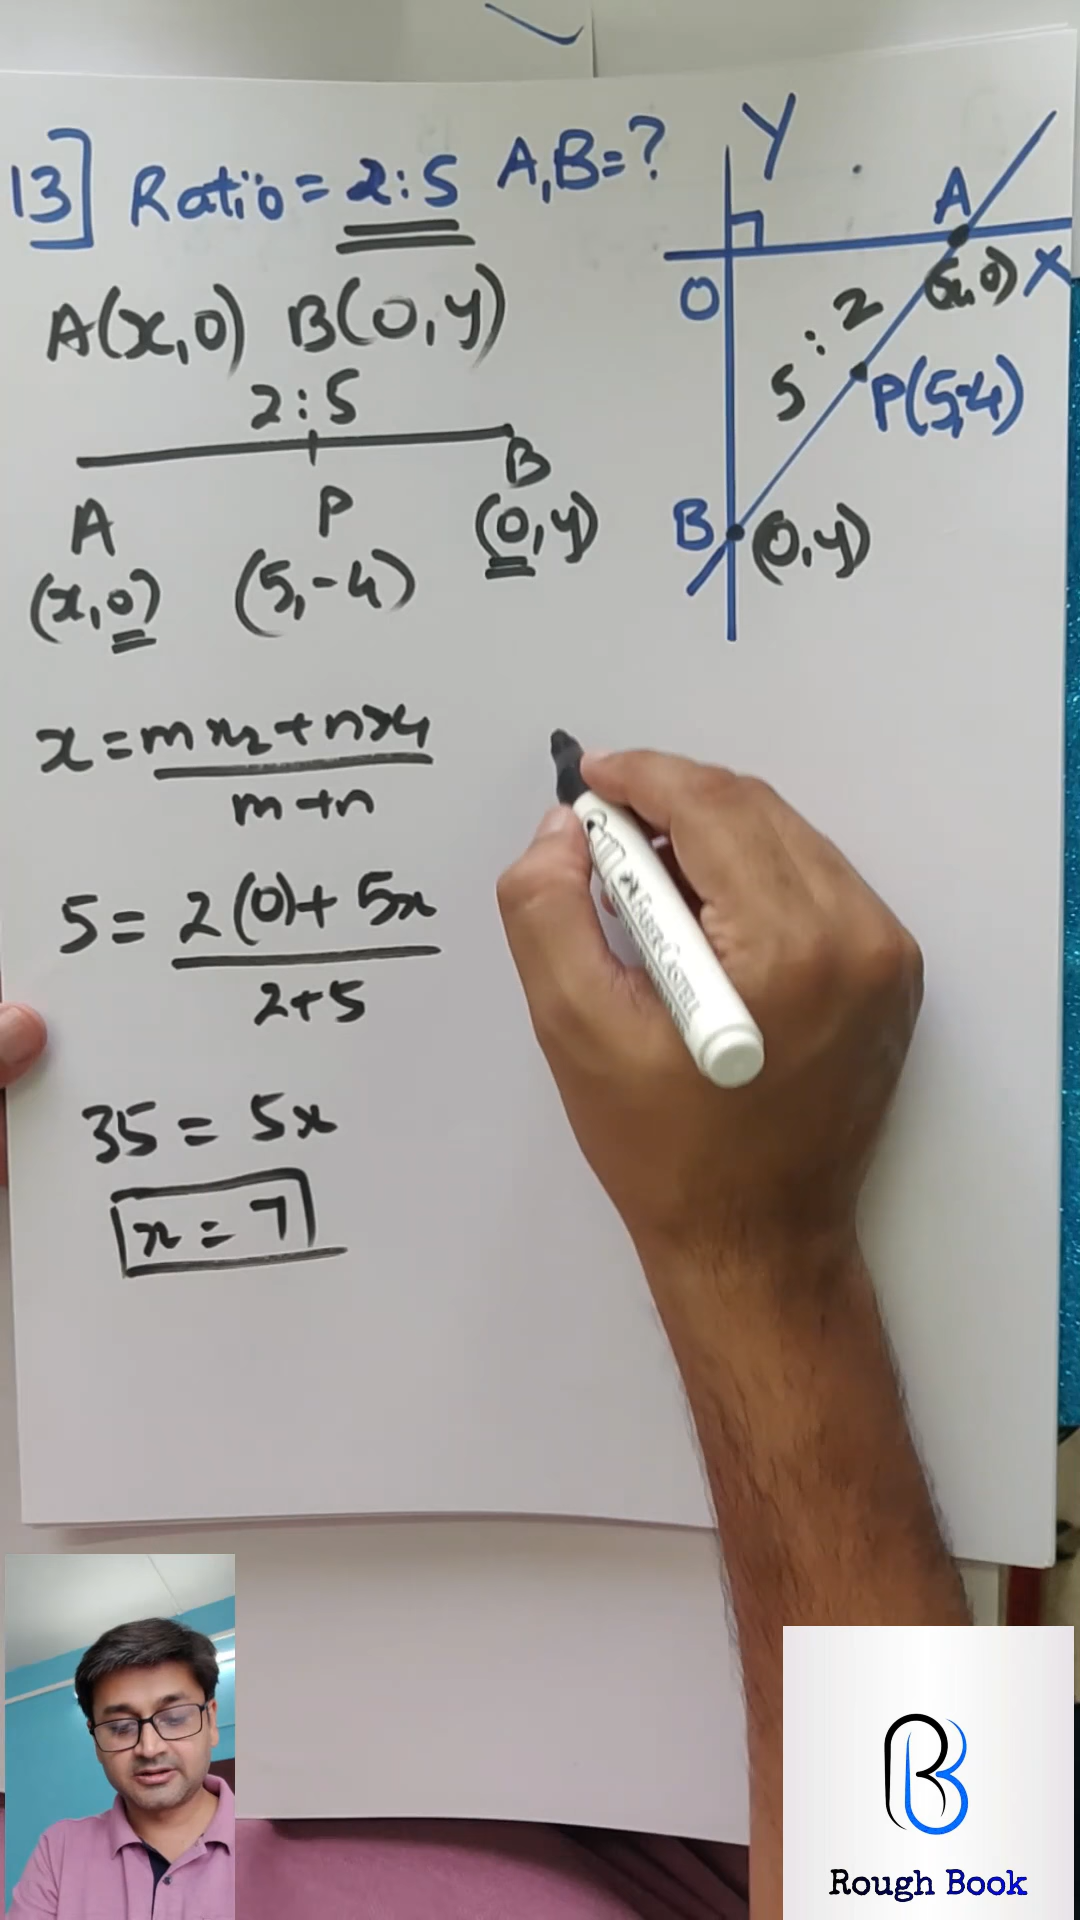 13] Ratio = 2:5 A,B=?
A(x,0) B(0,y)
2:5
A P B
(x,0) (5,-4) (0,y)
x = mx₂+nx₁
m+n
5 = 2(0)+5x
2+5
35 = 5x
x = 7
Y
A
O (x,0) X
5:2
P(5,-4)
B (0,y)
FABER-CASTELL
B
Rough Book